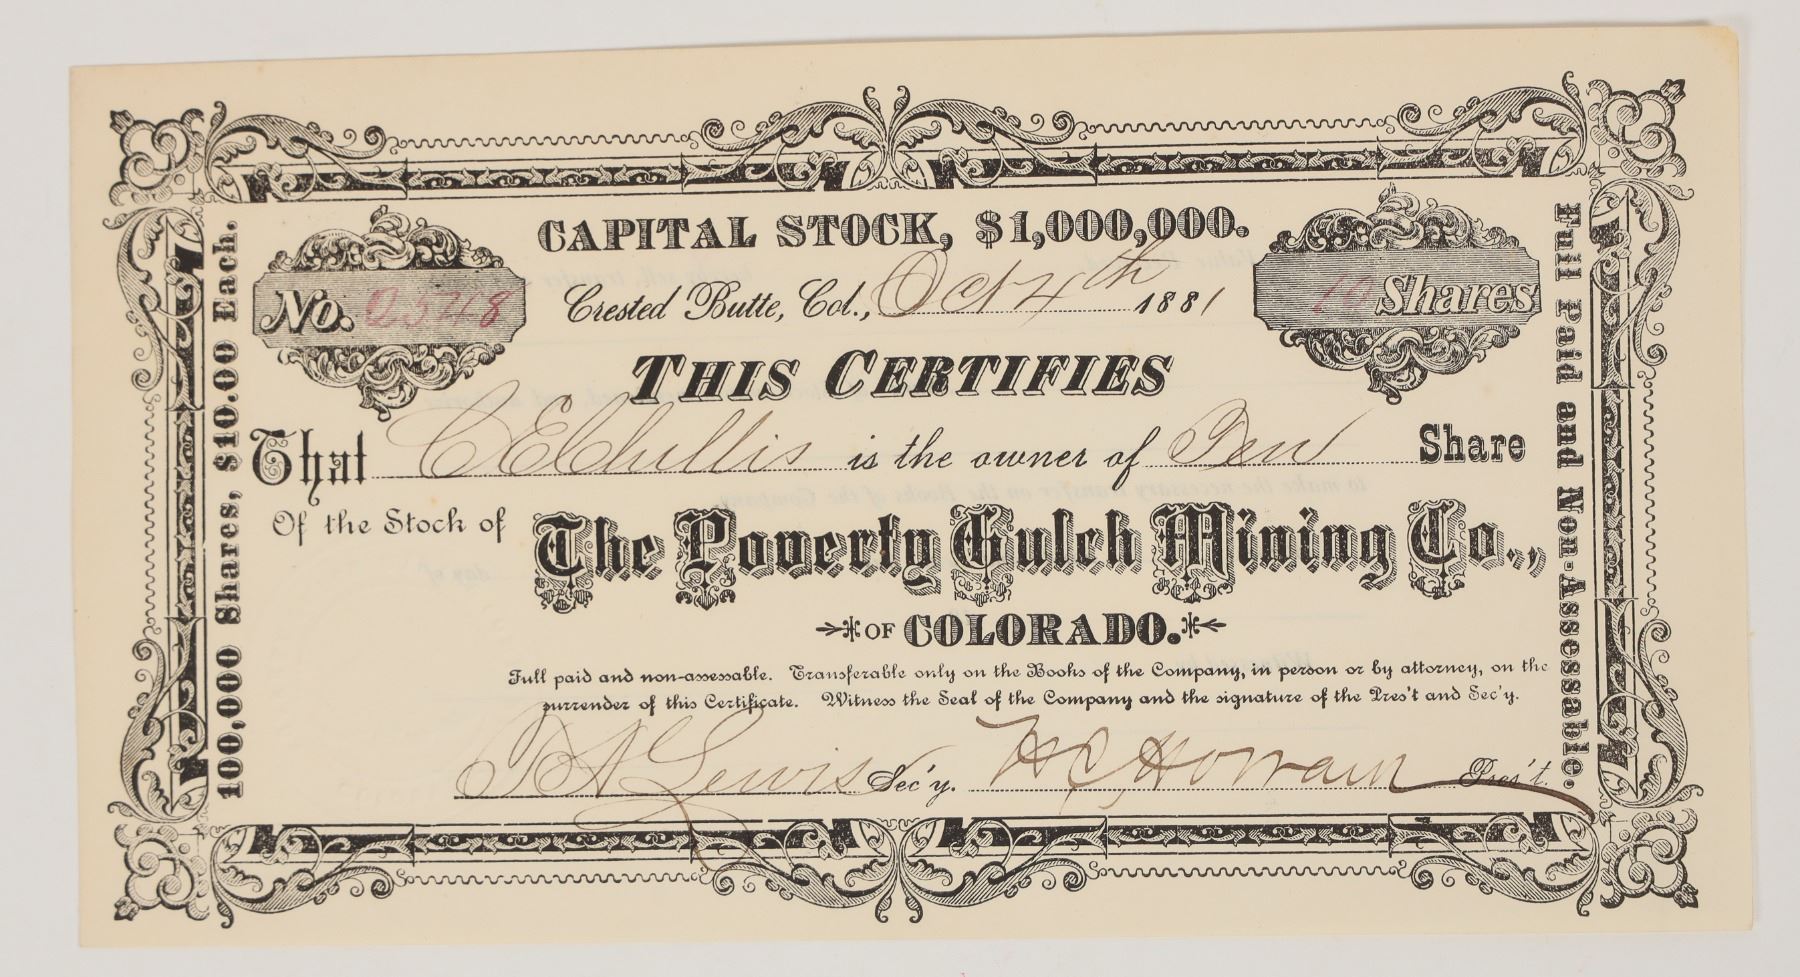 CAPITAL STOCK, $1,000,000.
No.
Crested Butte, Col., Oct 4th 1881
10 Shares
THIS CERTIFIES
That is the owner of Ten Share
Of the Stock of The Poverty Gulch Mining Co.,
OF COLORADO.
Full paid and non-assessable. Transferable only on the Books of the Company, in person or by attorney, on the
surrender of this Certificate. Witness the Seal of the Company and the signature of the Pres't and Sec'y.
Lewis Sec'y. Pres't.
100,000 Shares, $10.00 Each.
Full Paid and Non-Assessable.